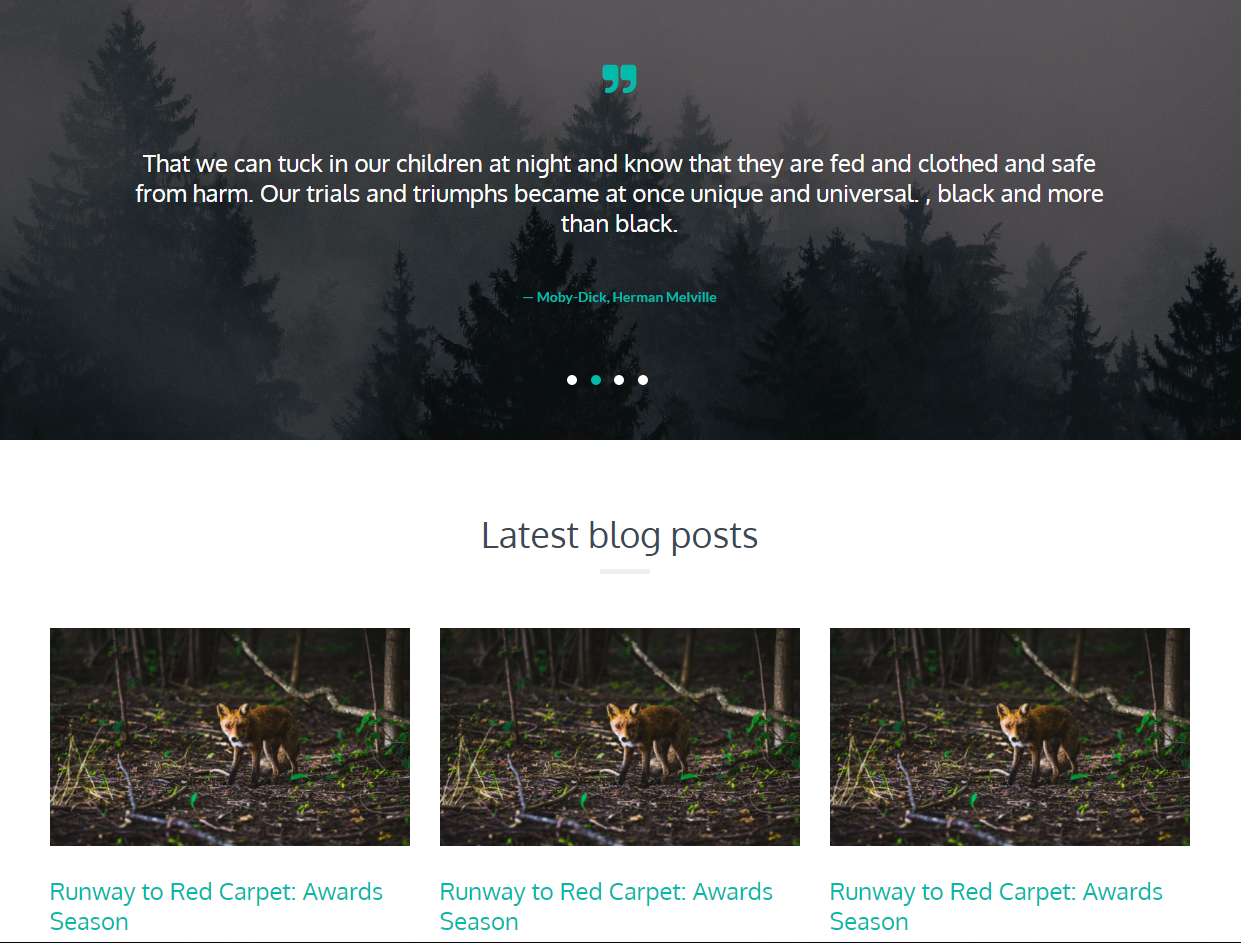 That we can tuck in our children at night and know that they are fed and clothed and safe
from harm. Our trials and triumphs became at once unique and universal. , black and more
than black.
— Moby-Dick, Herman Melville
Latest blog posts
Runway to Red Carpet: Awards
Season
Runway to Red Carpet: Awards
Season
Runway to Red Carpet: Awards
Season